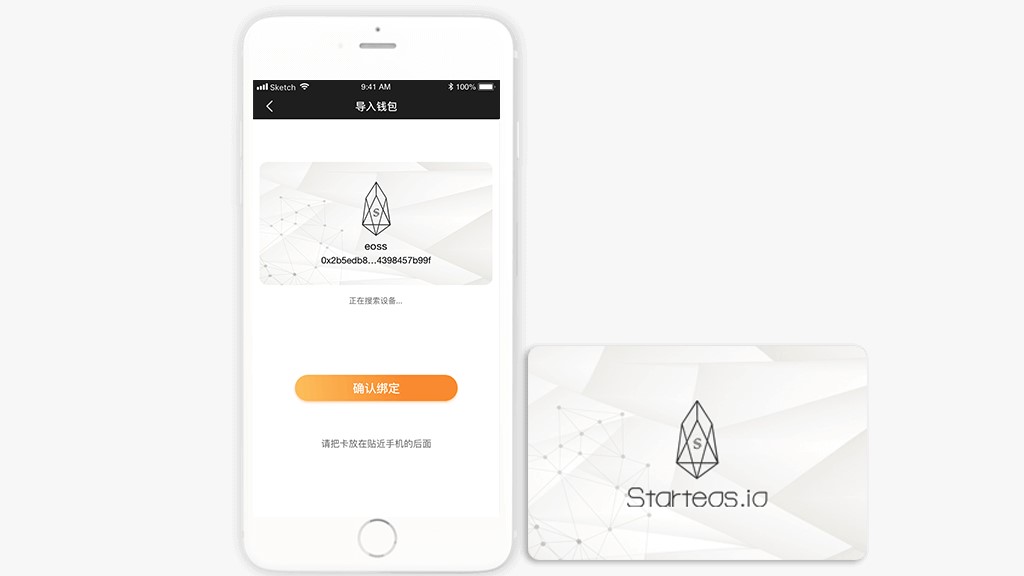 Sketch 9:41 AM 100%
导入钱包
S
eoss
0x2b5edb8...4398457b99f
正在搜索设备...
确认绑定
请把卡放在贴近手机的后面
S
Starteos.io